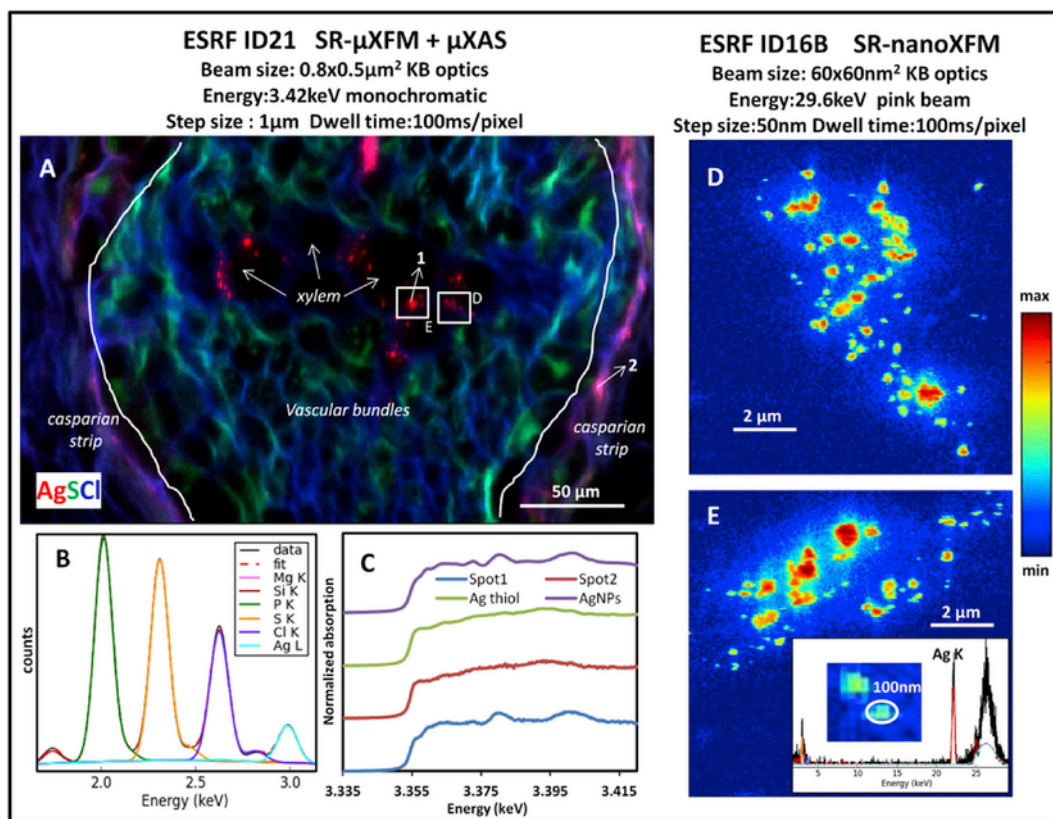 ESRF ID21 SR-µXFM + µXAS
Beam size: 0.8x0.5µm² KB optics
Energy:3.42keV monochromatic
Step size : 1µm Dwell time:100ms/pixel
ESRF ID16B SR-nanoXFM
Beam size: 60x60nm² KB optics
Energy:29.6keV pink beam
Step size:50nm Dwell time:100ms/pixel
A
1
xylem
D
E
2
Vascular bundles
casparian
strip
casparian
strip
AgSCl
50 µm
D
2 µm
max
min
B
data
fit
Mg K
Si K
P K
S K
Cl K
Ag L
counts
2.0 2.5 3.0
Energy (keV)
C
Spot1 Spot2
Ag thiol AgNPs
Normalized absorption
3.335 3.355 3.375 3.395 3.415
Energy (keV)
E
2 µm
Ag K
100nm
5 10 15 20 25
Energy (keV)